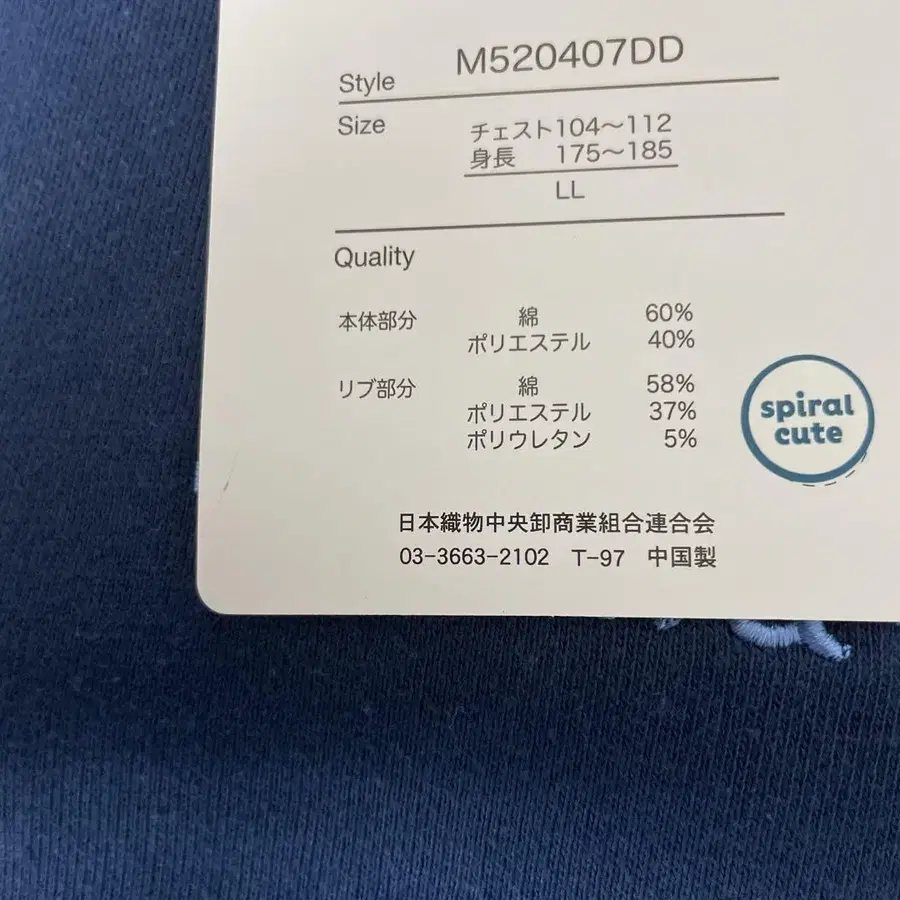 Style M520407DD
Size チェスト104〜112
身長 175〜185
LL
Quality
本体部分 綿 60%
ポリエステル 40%
リブ部分 綿 58%
ポリエステル 37%
ポリウレタン 5%
spiral
cute
日本織物中央卸商業組合連合会
03-3663-2102 T-97 中国製